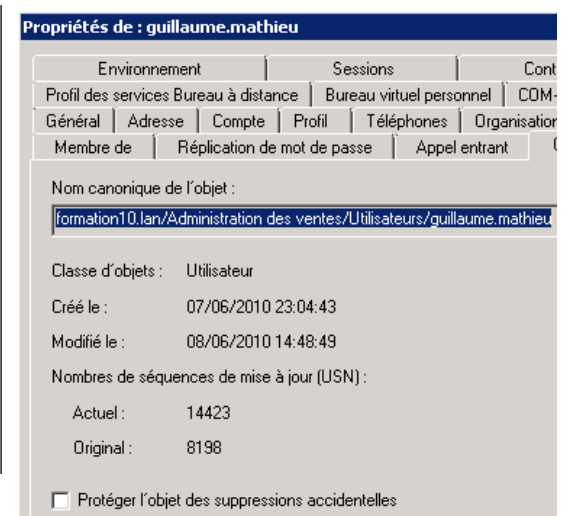 Propriétés de : guillaume.mathieu
Environnement Sessions Cont
Profil des services Bureau à distance Bureau virtuel personnel COM-
Général Adresse Compte Profil Téléphones Organisation
Membre de Réplication de mot de passe Appel entrant
Nom canonique de l'objet :
formation10.lan/Administration des ventes/Utilisateurs/guillaume.mathieu
Classe d'objets : Utilisateur
Créé le : 07/06/2010 23:04:43
Modifié le : 08/06/2010 14:48:49
Nombres de séquences de mise à jour (USN) :
Actuel : 14423
Original : 8198
Protéger l'objet des suppressions accidentelles